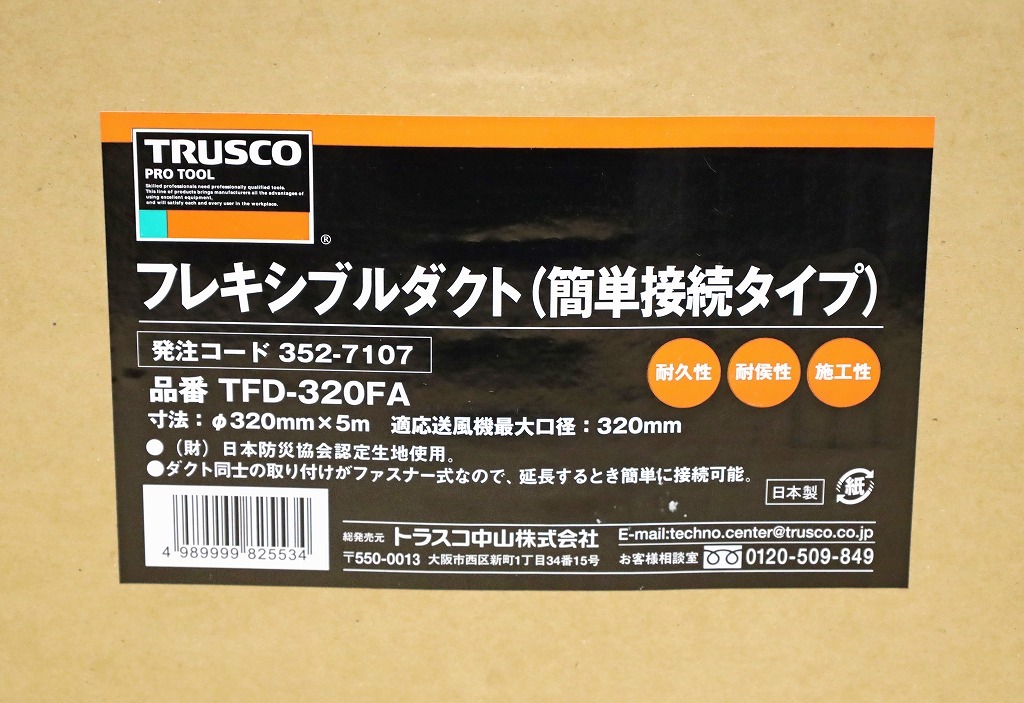 TRUSCO
PRO TOOL
Skilled professionals need professionally qualified tools.
This line of products brings manufacturers all the advantages of
using excellent equipment,
and will satisfy each and every user in the workplace.
®
フレキシブルダクト(簡単接続タイプ)
発注コード 352-7107
耐久性 耐侯性 施工性
品番 TFD-320FA
寸法：φ320mm×5m 適応送風機最大口径：320mm
●（財）日本防災協会認定生地使用。
●ダクト同士の取り付けがファスナー式なので、延長するとき簡単に接続可能。
日本製 紙
4 989999 825534
総発売元 トラスコ中山株式会社 E-mail:techno.center@trusco.co.jp
〒550-0013 大阪市西区新町1丁目34番15号 お客様相談室 0120-509-849